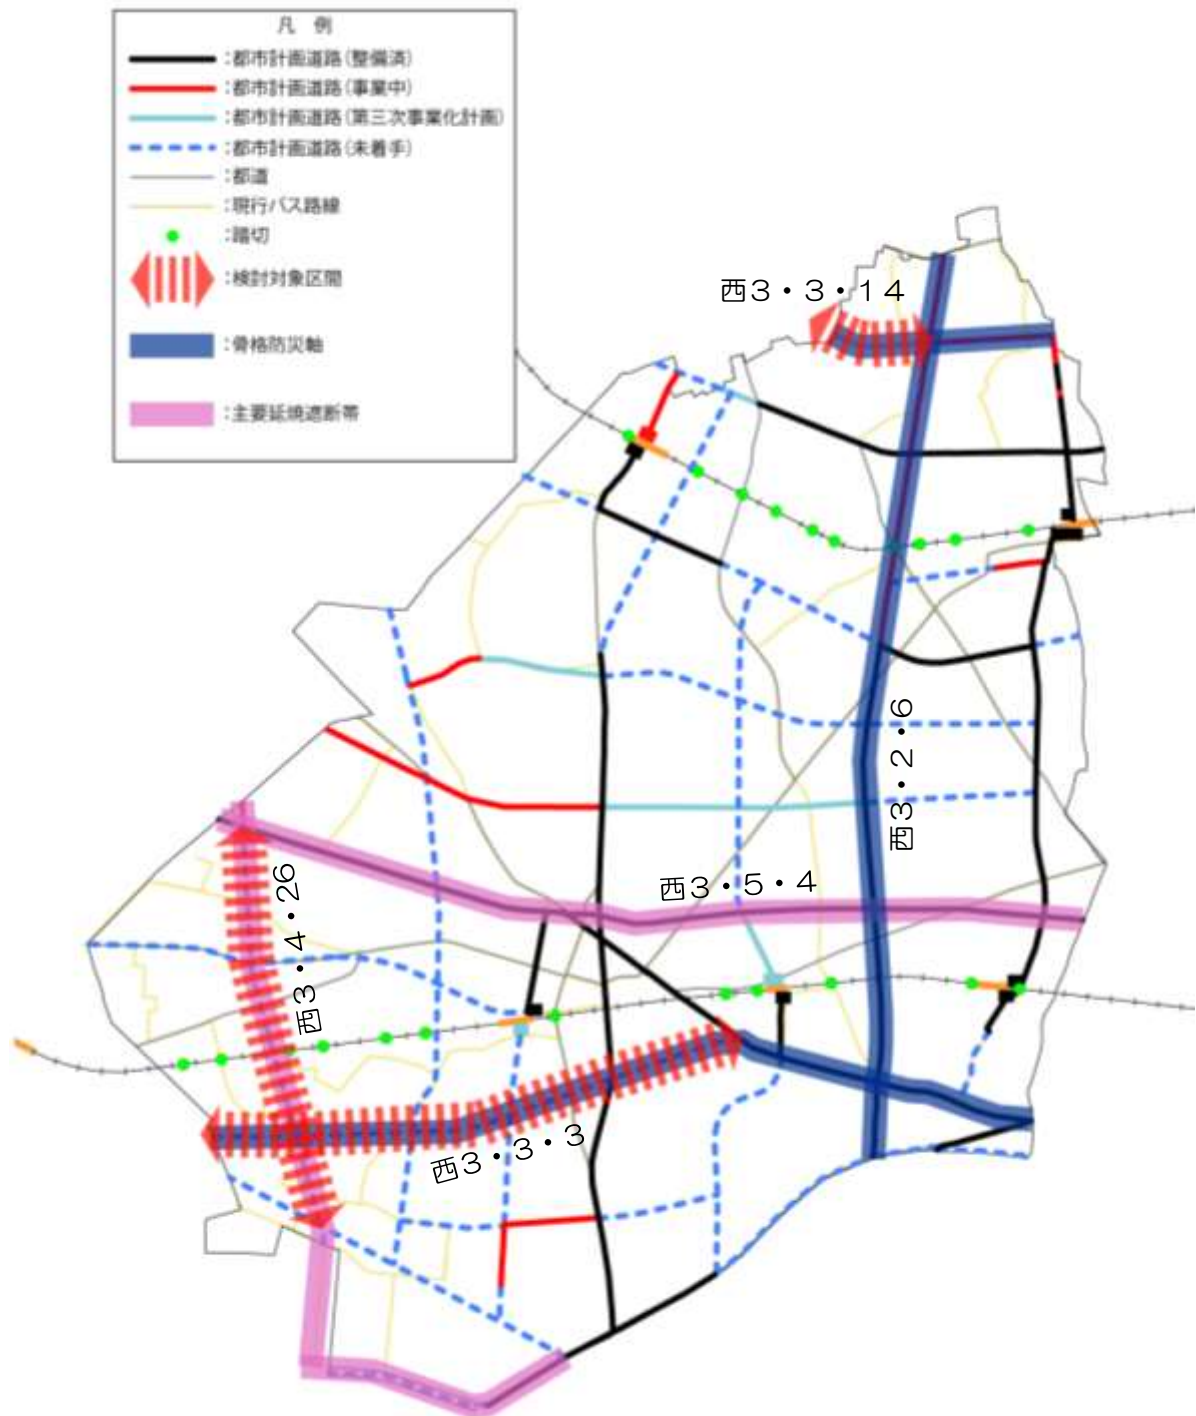 凡 例
:都市計画道路(整備済)
:都市計画道路(事業中)
:都市計画道路(第三次事業化計画)
:都市計画道路(未着手)
:都道
:現行バス路線
:踏切
:検討対象区間
:骨格防災軸
:主要延焼遮断帯
西3・3・14
西3・2・6
西3・5・4
西3・4・26
西3・3・3